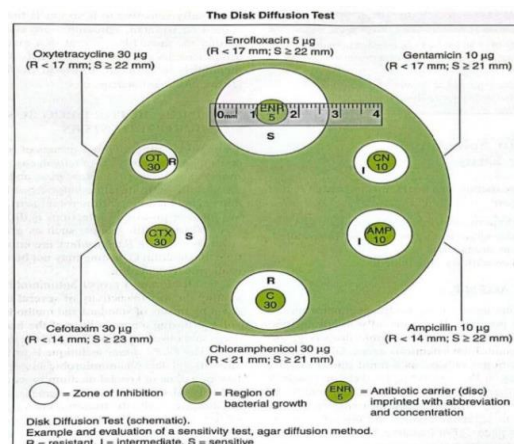 The Disk Diffusion Test
Enrofloxacin 5 µg
(R < 17 mm; S ≥ 22 mm)
Oxytetracycline 30 µg
(R < 17 mm; S ≥ 22 mm)
Gentamicin 10 µg
(R < 17 mm; S ≥ 21 mm)
0mm 1 2 3 4
ENR
5
S
OT
30
R
CN
10
I
CTX
30
S
AMP
10
I
R
C
30
Cefotaxim 30 µg
(R < 14 mm; S ≥ 23 mm)
Chloramphenicol 30 µg
(R < 21 mm; S ≥ 21 mm)
Ampicillin 10 µg
(R < 14 mm; S ≥ 22 mm)
= Zone of Inhibition
= Region of
bacterial growth
ENR
5
= Antibiotic carrier (disc)
imprinted with abbreviation
and concentration
Disk Diffusion Test (schematic).
Example and evaluation of a sensitivity test, agar diffusion method.
R = resistant, I = intermediate, S = sensitive